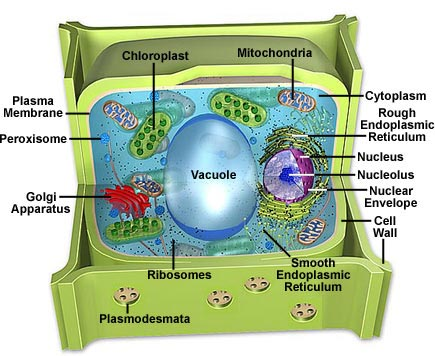 Chloroplast
Mitochondria
Plasma
Membrane
Cytoplasm
Rough
Endoplasmic
Reticulum
Peroxisome
Nucleus
Vacuole
Nucleolus
Golgi
Apparatus
Nuclear
Envelope
Cell
Wall
Ribosomes
Smooth
Endoplasmic
Reticulum
Plasmodesmata